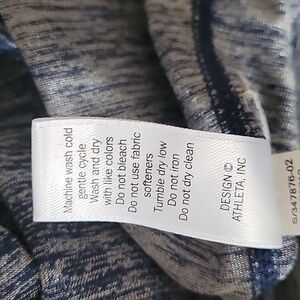 Machine wash cold
gentle cycle
Wash and dry
with like colors
Do not bleach
Do not use fabric
softeners
Tumble dry low
Do not iron
Do not dry clean
DESIGN ©
ATHLETA, INC